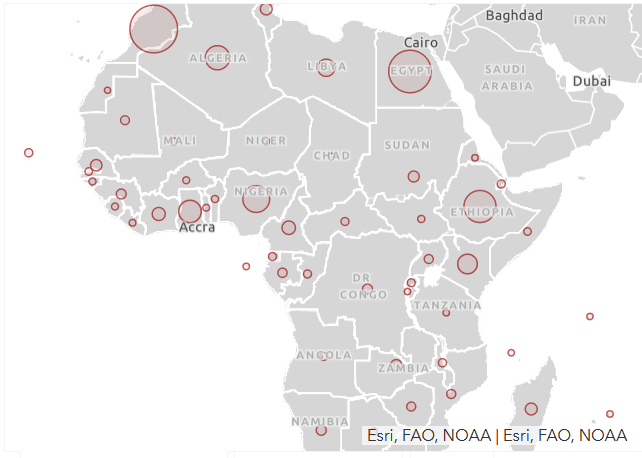 Baghdad
IRAN
Cairo
ALGERIA
LIBYA
EGYPT
SAUDI
ARABIA
Dubai
MALI
NIGER
CHAD
SUDAN
NIGERIA
ETHIOPIA
Accra
DR
CONGO
TANZANIA
ANGOLA
ZAMBIA
NAMIBIA
Esri, FAO, NOAA | Esri, FAO, NOAA